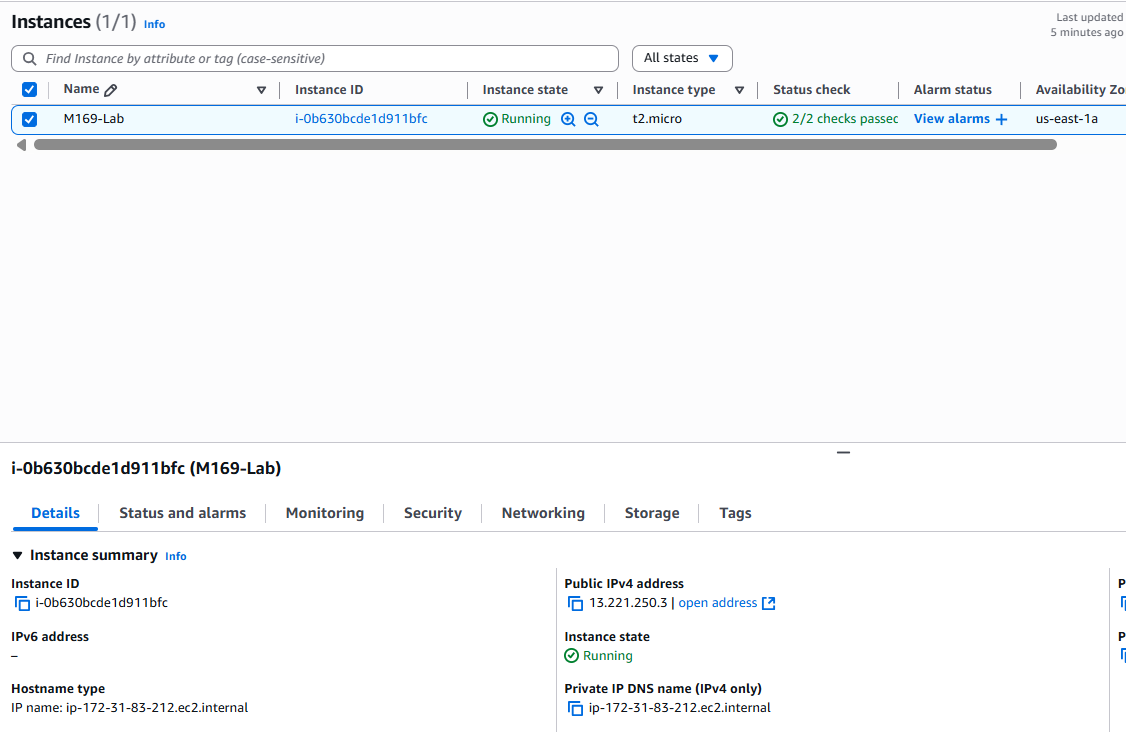 Instances (1/1) Info
Last updated
5 minutes ago
Find Instance by attribute or tag (case-sensitive)
All states
Name Instance ID Instance state Instance type Status check Alarm status Availability Zo
M169-Lab i-0b630bcde1d911bfc Running t2.micro 2/2 checks passec View alarms + us-east-1a
i-0b630bcde1d911bfc (M169-Lab)
Details Status and alarms Monitoring Security Networking Storage Tags
Instance summary Info
Instance ID
i-0b630bcde1d911bfc
Public IPv4 address
13.221.250.3 | open address
P
IPv6 address
–
Instance state
Running
P
Hostname type
IP name: ip-172-31-83-212.ec2.internal
Private IP DNS name (IPv4 only)
ip-172-31-83-212.ec2.internal